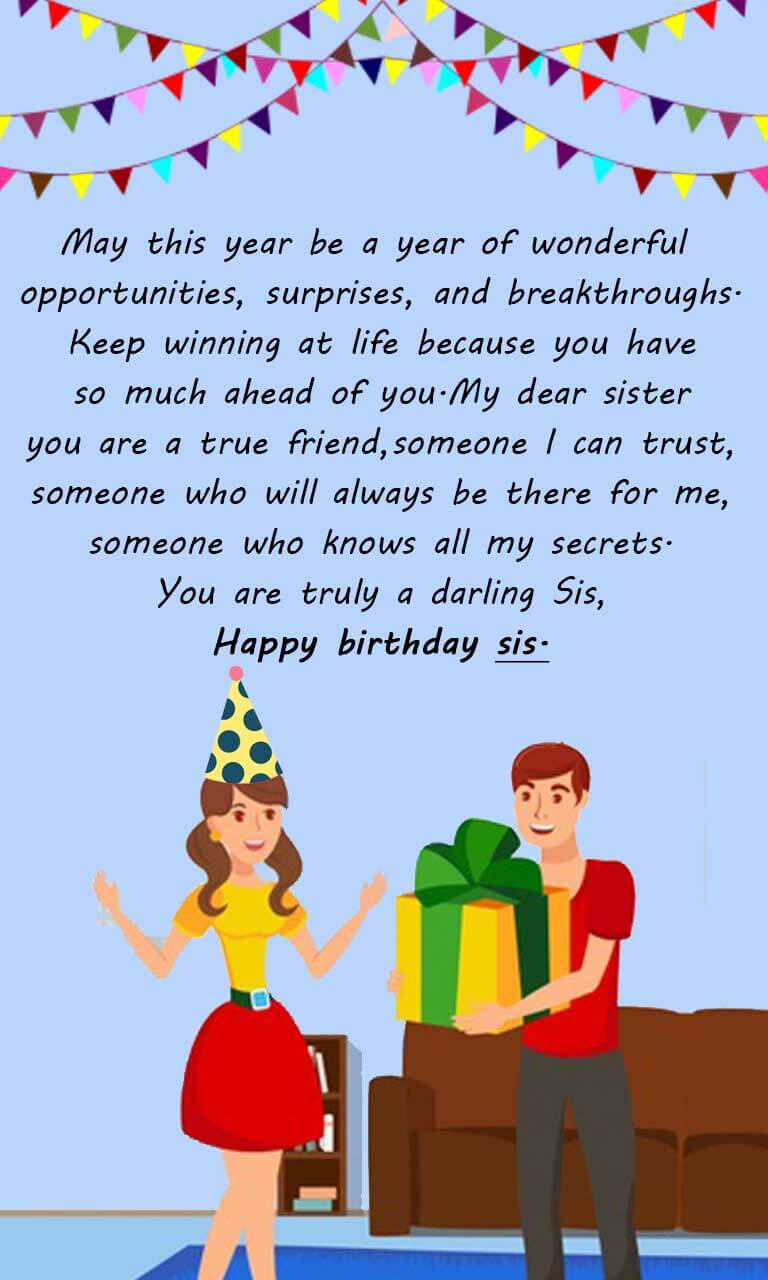 May this year be a year of wonderful
opportunities, surprises, and breakthroughs.
Keep winning at life because you have
so much ahead of you.My dear sister
you are a true friend,someone I can trust,
someone who will always be there for me,
someone who knows all my secrets.
You are truly a darling Sis,
Happy birthday sis.